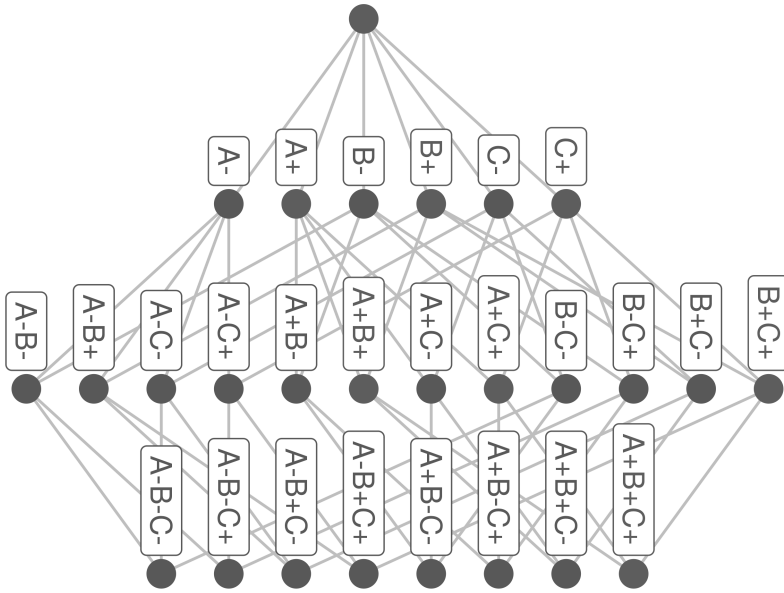 A-
A+
B-
B+
C-
C+
A-B-
A-B+
A-C-
A-C+
A+B-
A+B+
A+C-
A+C+
B-C-
B-C+
B+C-
B+C+
A-B-C-
A-B-C+
A-B+C-
A-B+C+
A+B-C-
A+B-C+
A+B+C-
A+B+C+